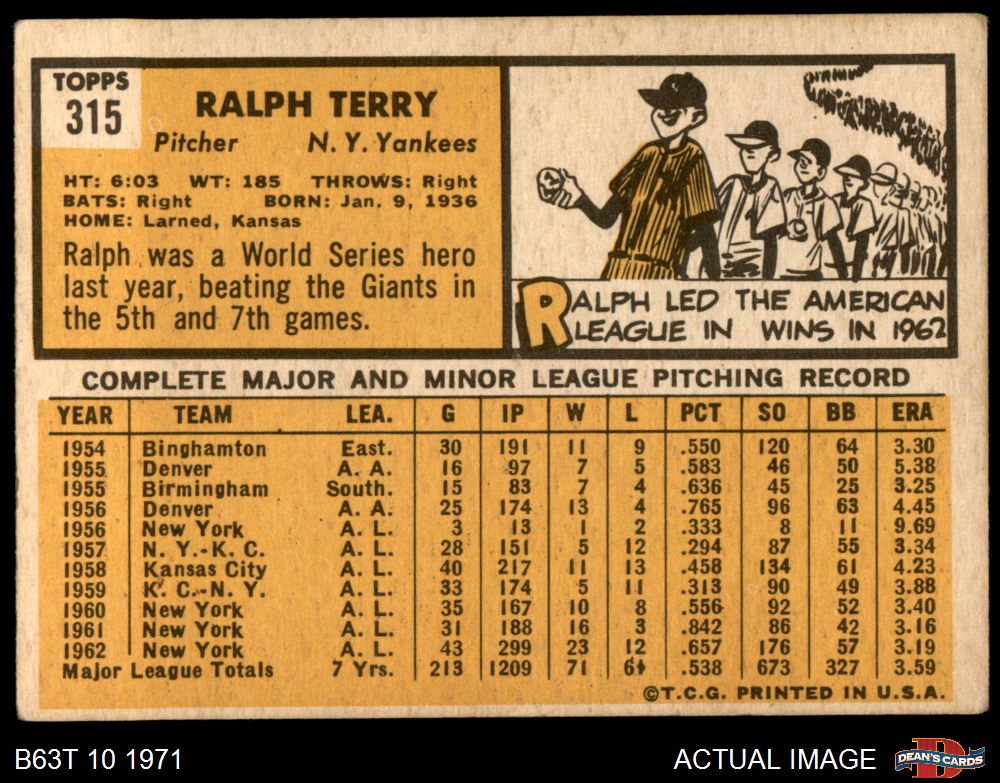 TOPPS
315
RALPH TERRY
Pitcher N. Y. Yankees
HT: 6:03 WT: 185 THROWS: Right
BATS: Right BORN: Jan. 9, 1936
HOME: Larned, Kansas
Ralph was a World Series hero
last year, beating the Giants in
the 5th and 7th games.
RALPH LED THE AMERICAN
LEAGUE IN WINS IN 1962
COMPLETE MAJOR AND MINOR LEAGUE PITCHING RECORD
YEAR TEAM LEA. G IP W L PCT SO BB ERA
1954 Binghamton East. 30 191 11 9 .550 120 64 3.30
1955 Denver A. A. 16 97 7 5 .583 46 50 5.38
1955 Birmingham South. 15 83 7 4 .636 45 25 3.25
1956 Denver A. A. 25 174 13 4 .765 96 63 4.45
1956 New York A. L. 3 13 1 2 .333 8 11 9.69
1957 N. Y.-K. C. A. L. 28 151 5 12 .294 87 55 3.34
1958 Kansas City A. L. 40 217 11 13 .458 134 61 4.23
1959 K. C.-N. Y. A. L. 33 174 5 11 .313 90 49 3.88
1960 New York A. L. 35 167 10 8 .556 92 52 3.40
1961 New York A. L. 31 188 16 3 .842 86 42 3.16
1962 New York A. L. 43 299 23 12 .657 176 57 3.19
Major League Totals 7 Yrs. 213 1209 71 61 .538 673 327 3.59
©T.C.G. PRINTED IN U.S.A.
B63T 10 1971 ACTUAL IMAGE
D
DEAN'S CARDS